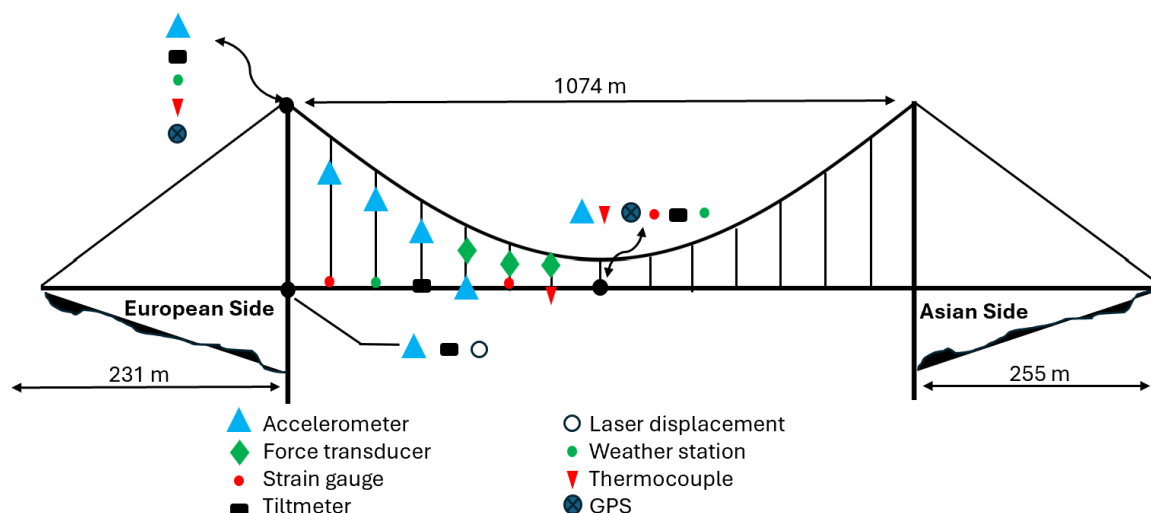 1074 m
European Side
Asian Side
231 m
255 m
Accelerometer
Laser displacement
Force transducer
Weather station
Strain gauge
Thermocouple
Tiltmeter
GPS